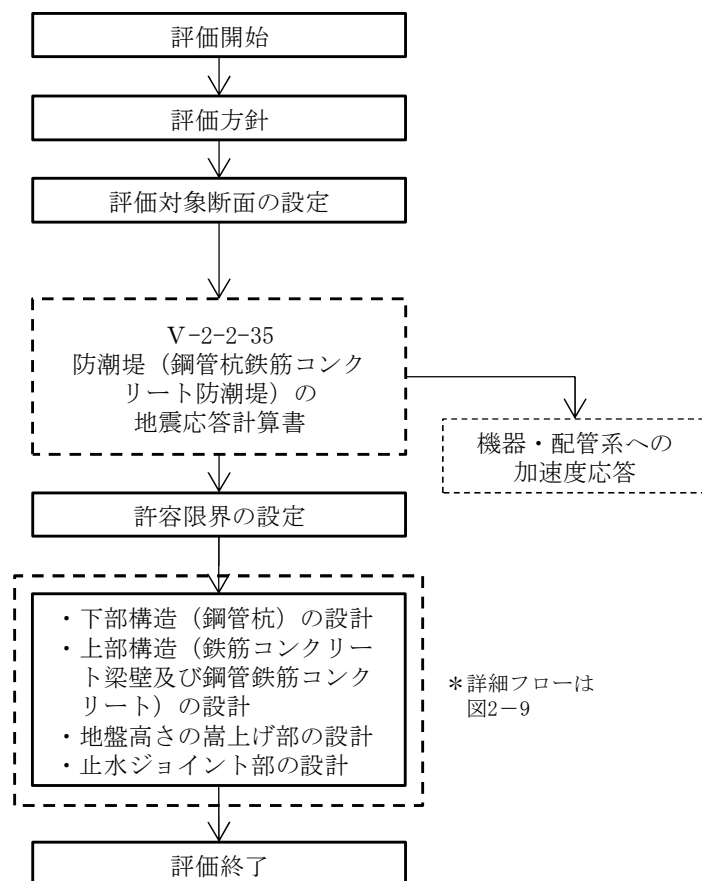 評価開始
評価方針
評価対象断面の設定
Ⅴ-2-2-35
防潮堤（鋼管杭鉄筋コンク
リート防潮堤）の
地震応答計算書
機器・配管系への
加速度応答
許容限界の設定
・下部構造（鋼管杭）の設計
・上部構造（鉄筋コンクリー
ト梁壁及び鋼管鉄筋コンク
リート）の設計
・地盤高さの嵩上げ部の設計
・止水ジョイント部の設計
＊詳細フローは
図2－9
評価終了